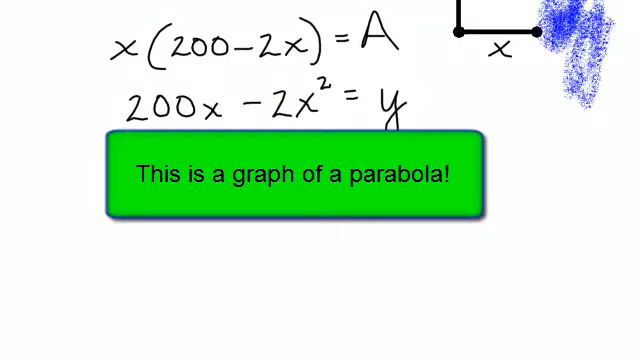 x(200-2x) = A
x
200x - 2x² = y
This is a graph of a parabola!